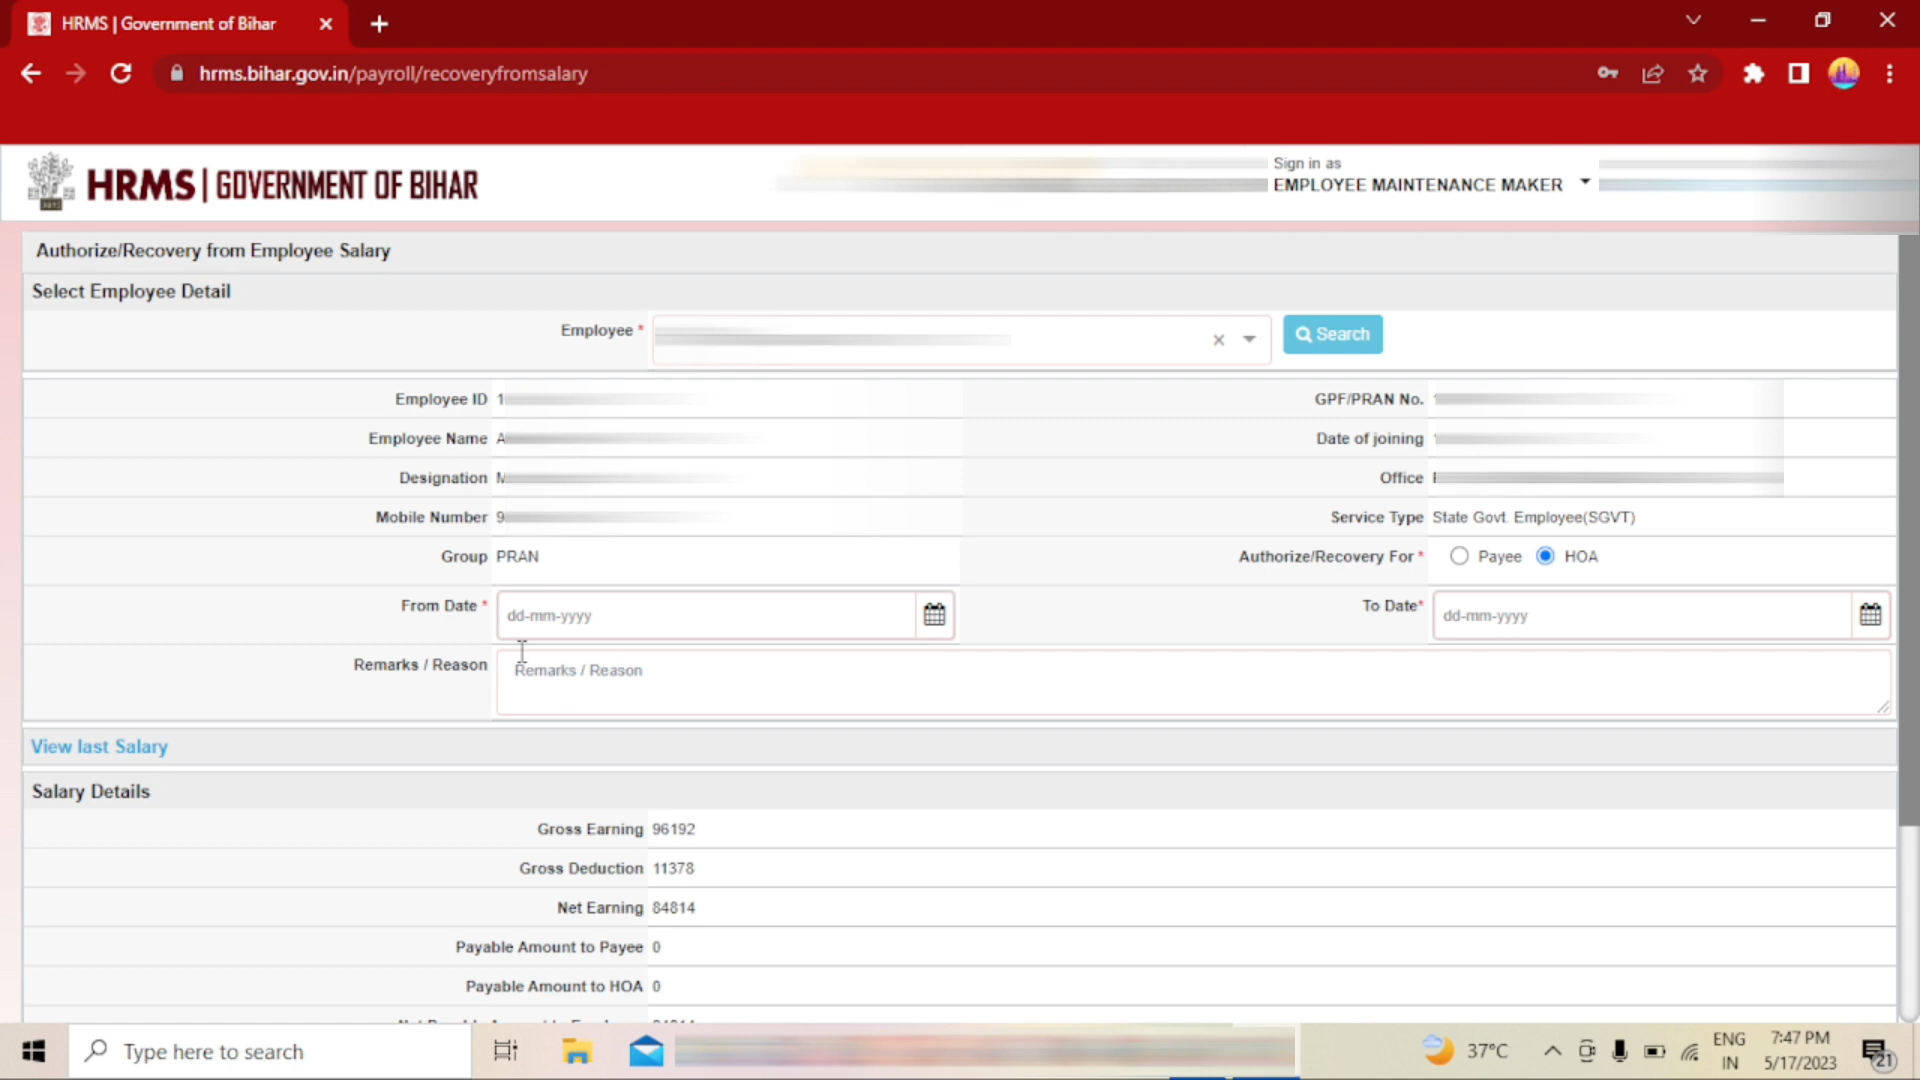 HRMS | Government of Bihar
hrms.bihar.gov.in/payroll/recoveryfromsalary
HRMS | GOVERNMENT OF BIHAR
Sign in as
EMPLOYEE MAINTENANCE MAKER
Authorize/Recovery from Employee Salary
Select Employee Detail
Employee *
Search
Employee ID 1
GPF/PRAN No.
Employee Name A
Date of joining
Designation M
Office
Mobile Number 9
Service Type State Govt. Employee(SGVT)
Group PRAN
Authorize/Recovery For * Payee HOA
From Date * dd-mm-yyyy
To Date* dd-mm-yyyy
Remarks / Reason Remarks / Reason
View last Salary
Salary Details
Gross Earning 96192
Gross Deduction 11378
Net Earning 84814
Payable Amount to Payee 0
Payable Amount to HOA 0
Type here to search
37°C
ENG
IN
7:47 PM
5/17/2023
21